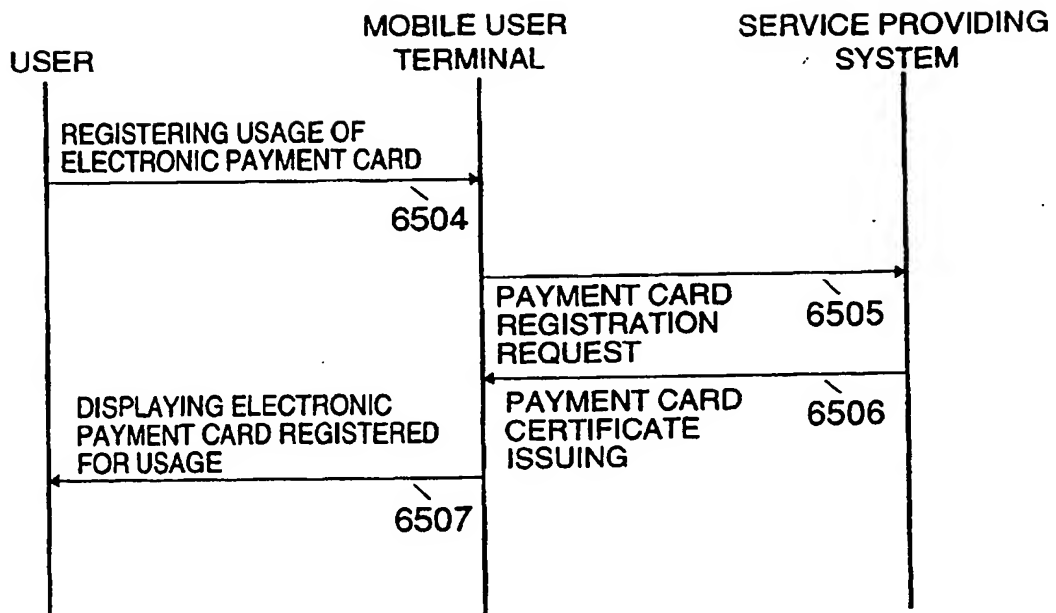 USER
MOBILE USER
TERMINAL
SERVICE PROVIDING
SYSTEM
REGISTERING USAGE OF
ELECTRONIC PAYMENT CARD
6504
PAYMENT CARD
REGISTRATION
REQUEST
6505
PAYMENT CARD
CERTIFICATE
ISSUING
6506
DISPLAYING ELECTRONIC
PAYMENT CARD REGISTERED
FOR USAGE
6507